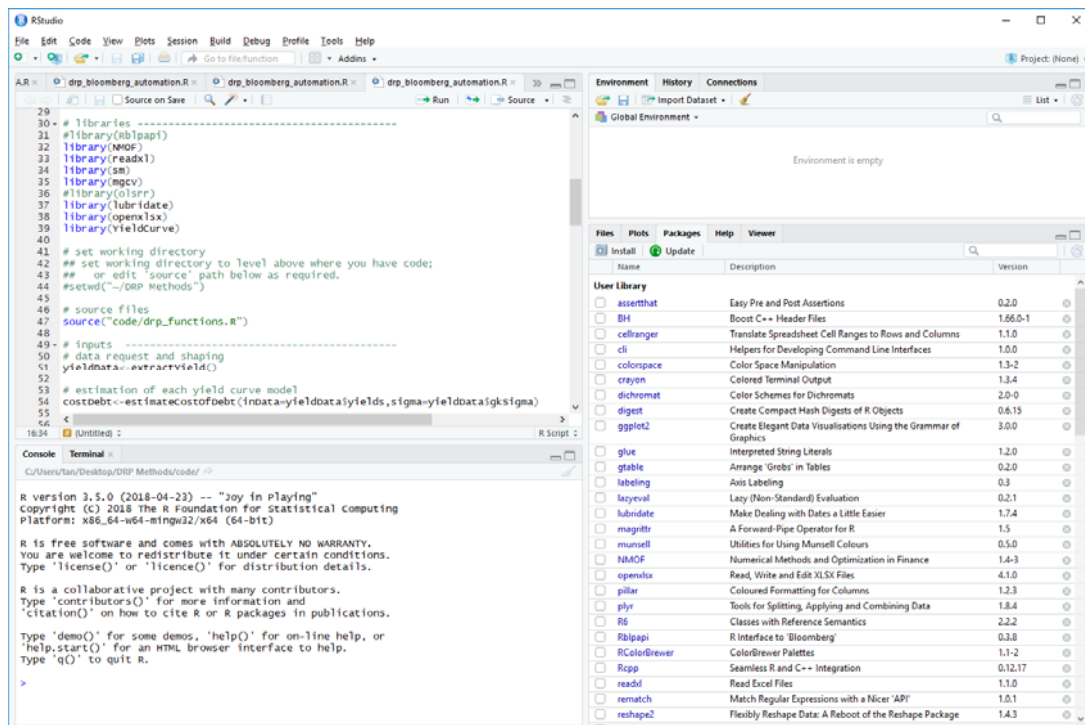 RStudio
File Edit Code View Plots Session Build Debug Profile Tools Help
Go to file/function Addins Project: (None)
A.R drp_bloomberg_automation.R drp_bloomberg_automation.R drp_bloomberg_automation.R
Source on Save Run Source
29
30 # libraries -------------------------------------------
31 #library(Rblpapi)
32 library(NMOF)
33 library(readxl)
34 library(sm)
35 library(mgcv)
36 #library(olsrr)
37 library(lubridate)
38 library(openxlsx)
39 library(YieldCurve)
40
41 # set working directory
42 ## set working directory to level above where you have code;
43 ##   or edit 'source' path below as required.
44 #setwd("~/DRP Methods")
45
46 # source files
47 source("code/drp_functions.R")
48
49 # inputs  ---------------------------------------------
50 # data request and shaping
51 yieldData<-extractYield()
52
53 # estimation of each yield curve model
54 costDebt<-estimateCostOfDebt(inData=yieldData$yields,sigma=yieldData$gkSigma)
55
56
16:34 (Untitled) R Script
Console Terminal
C:/Users/tan/Desktop/DRP Methods/code/
R version 3.5.0 (2018-04-23) -- "Joy in Playing"
Copyright (C) 2018 The R Foundation for Statistical Computing
Platform: x86_64-w64-mingw32/x64 (64-bit)
R is free software and comes with ABSOLUTELY NO WARRANTY.
You are welcome to redistribute it under certain conditions.
Type 'license()' or 'licence()' for distribution details.
R is a collaborative project with many contributors.
Type 'contributors()' for more information and
'citation()' on how to cite R or R packages in publications.
Type 'demo()' for some demos, 'help()' for on-line help, or
'help.start()' for an HTML browser interface to help.
Type 'q()' to quit R.
>
Environment History Connections
Import Dataset List
Global Environment
Environment is empty
Files Plots Packages Help Viewer
Install Update
Name Description Version
User Library
assertthat Easy Pre and Post Assertions 0.2.0
BH Boost C++ Header Files 1.66.0-1
cellranger Translate Spreadsheet Cell Ranges to Rows and Columns 1.1.0
cli Helpers for Developing Command Line Interfaces 1.0.0
colorspace Color Space Manipulation 1.3-2
crayon Colored Terminal Output 1.3.4
dichromat Color Schemes for Dichromats 2.0-0
digest Create Compact Hash Digests of R Objects 0.6.15
ggplot2 Create Elegant Data Visualisations Using the Grammar of 3.0.0
Graphics
glue Interpreted String Literals 1.2.0
gtable Arrange 'Grobs' in Tables 0.2.0
labeling Axis Labeling 0.3
lazyeval Lazy (Non-Standard) Evaluation 0.2.1
lubridate Make Dealing with Dates a Little Easier 1.7.4
magrittr A Forward-Pipe Operator for R 1.5
munsell Utilities for Using Munsell Colours 0.5.0
NMOF Numerical Methods and Optimization in Finance 1.4-3
openxlsx Read, Write and Edit XLSX Files 4.1.0
pillar Coloured Formatting for Columns 1.2.3
plyr Tools for Splitting, Applying and Combining Data 1.8.4
R6 Classes with Reference Semantics 2.2.2
Rblpapi R Interface to 'Bloomberg' 0.3.8
RColorBrewer ColorBrewer Palettes 1.1-2
Rcpp Seamless R and C++ Integration 0.12.17
readxl Read Excel Files 1.1.0
rematch Match Regular Expressions with a Nicer 'API' 1.0.1
reshape2 Flexibly Reshape Data: A Reboot of the Reshape Package 1.4.3